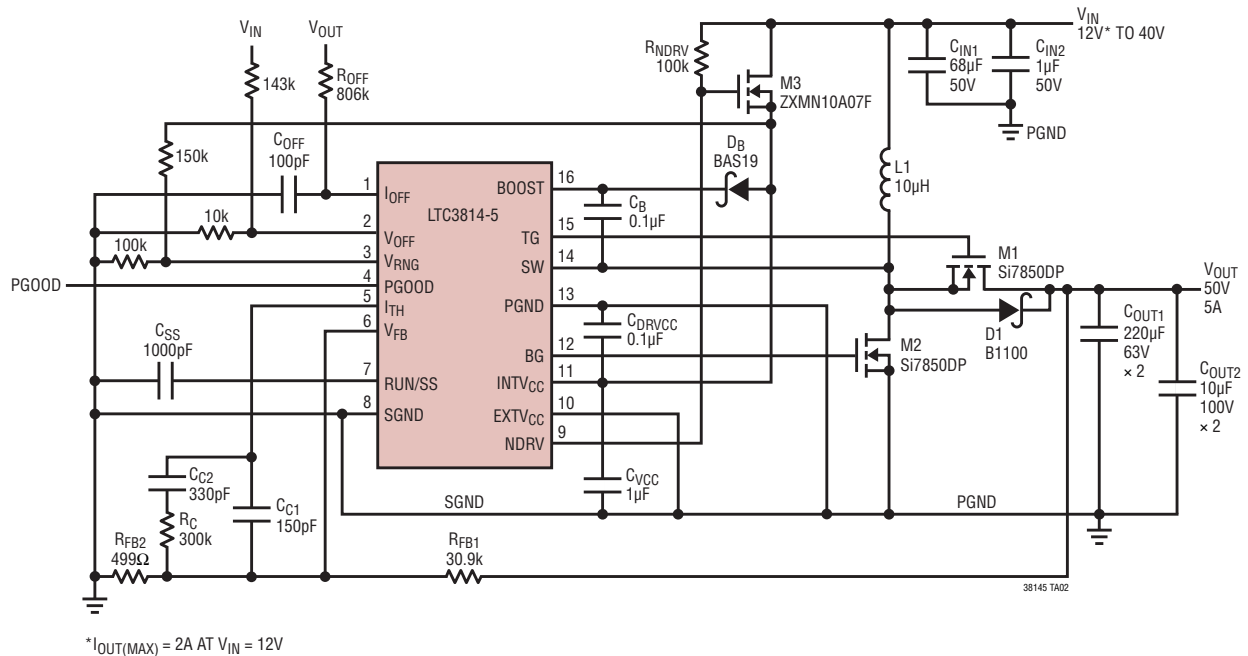 VIN
VOUT
143k
ROFF
806k
RNDRV
100k
M3
ZXMN10A07F
VIN
12V* TO 40V
CIN1
68µF
50V
CIN2
1µF
50V
PGND
150k
COFF
100pF
DB
BAS19
L1
10µH
LTC3814-5
1
IOFF
2
VOFF
3
VRNG
4
PGOOD
5
ITH
6
VFB
7
RUN/SS
8
SGND
BOOST
16
TG
15
SW
14
PGND
13
BG
12
INTVCC
11
EXTVCC
10
NDRV
9
10k
100k
PGOOD
CSS
1000pF
CB
0.1µF
CDRVCC
0.1µF
M1
Si7850DP
VOUT
50V
5A
D1
B1100
M2
Si7850DP
COUT1
220µF
63V
× 2
COUT2
10µF
100V
× 2
CVCC
1µF
SGND
PGND
CC2
330pF
RC
300k
CC1
150pF
RFB2
499Ω
RFB1
30.9k
38145 TA02
*IOUT(MAX) = 2A AT VIN = 12V